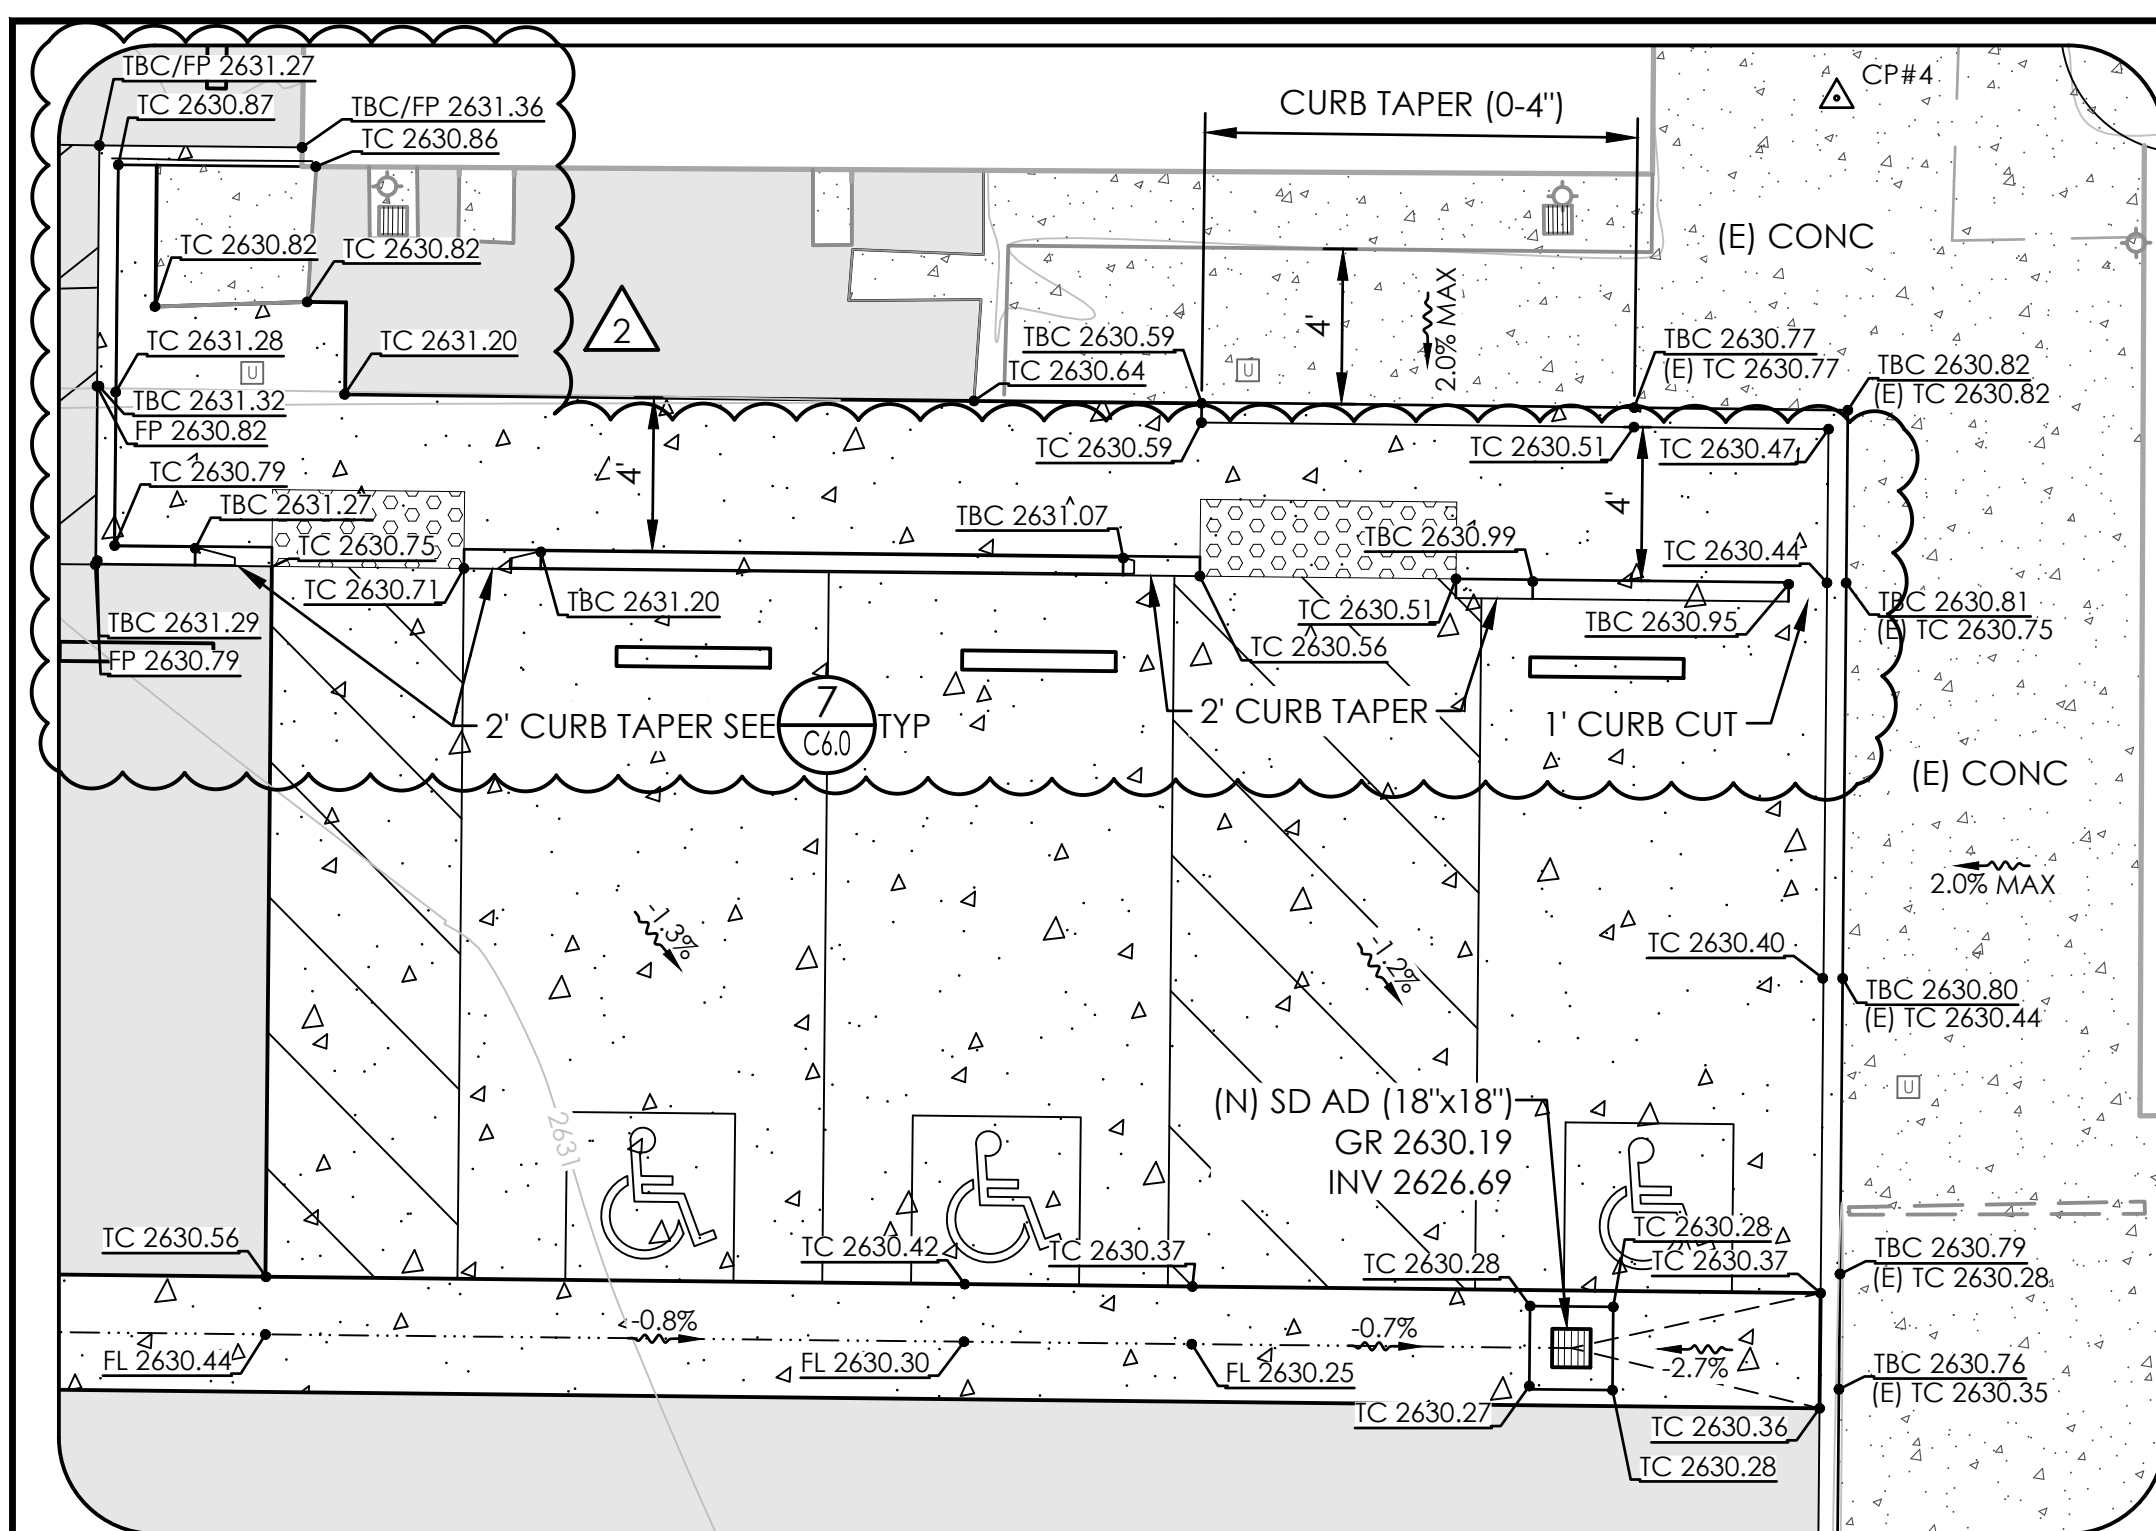 TBC/FP 2631.27
TC 2630.87
TBC/FP 2631.36
TC 2630.86
CURB TAPER (0-4")
CP#4
(E) CONC
TC 2630.82
TC 2630.82
2
4'
2.0% MAX
TC 2631.28
TC 2631.20
U
TBC 2631.32
FP 2630.82
TBC 2630.59
TC 2630.64
U
TBC 2630.77
(E) TC 2630.77
TBC 2630.82
(E) TC 2630.82
TC 2630.79
TBC 2631.27
4'
TC 2630.59
TC 2630.51
TC 2630.47
4'
TBC 2631.07
TBC 2630.99
TC 2630.75
TC 2630.44
TC 2630.71
TBC 2631.20
TC 2630.51
TBC 2630.95
TBC 2630.81
(E) TC 2630.75
TBC 2631.29
FP 2630.79
TC 2630.56
2' CURB TAPER SEE
7
C6.0
TYP
2' CURB TAPER
1' CURB CUT
(E) CONC
2.0% MAX
-1.3%
-1.2%
TC 2630.40
TBC 2630.80
(E) TC 2630.44
U
2631
(N) SD AD (18"x18")
GR 2630.19
INV 2626.69
TC 2630.56
TC 2630.42
TC 2630.37
TC 2630.28
TC 2630.28
TC 2630.37
TBC 2630.79
(E) TC 2630.28
-0.8%
-0.7%
-2.7%
FL 2630.44
FL 2630.30
FL 2630.25
TBC 2630.76
(E) TC 2630.35
TC 2630.27
TC 2630.36
TC 2630.28